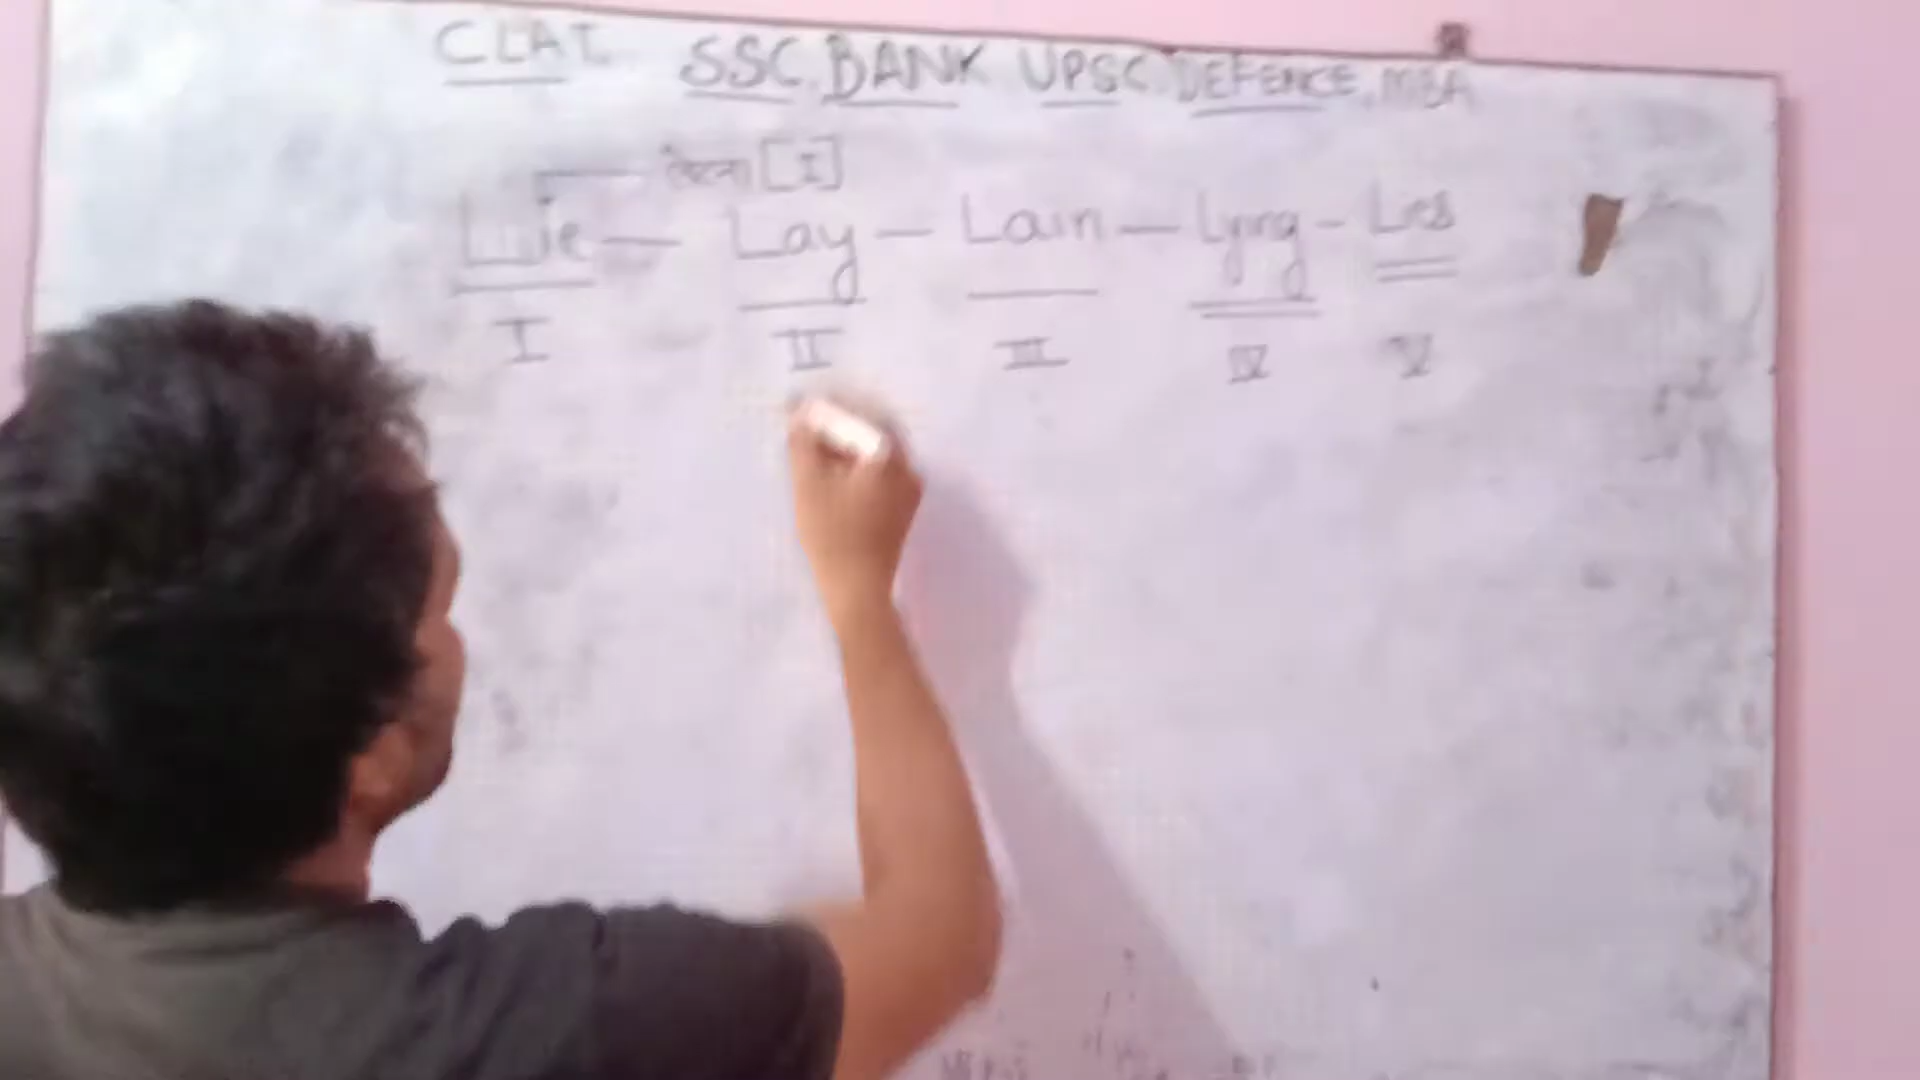 CLAT. SSC, BANK UPSC, DEFENCE, MBA
लेटना [I]
Lie — Lay — Lain — Lying - Lies
I II III IV V